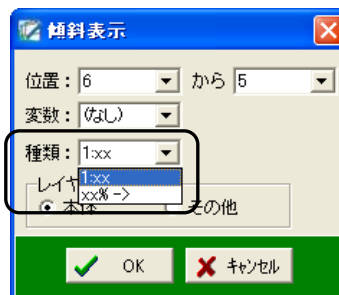 傾斜表示
位置： 6 から 5
変数： (なし)
種類： 1:xx
1:xx
xx% ->
レイヤ
本体 その他
OK キャンセル